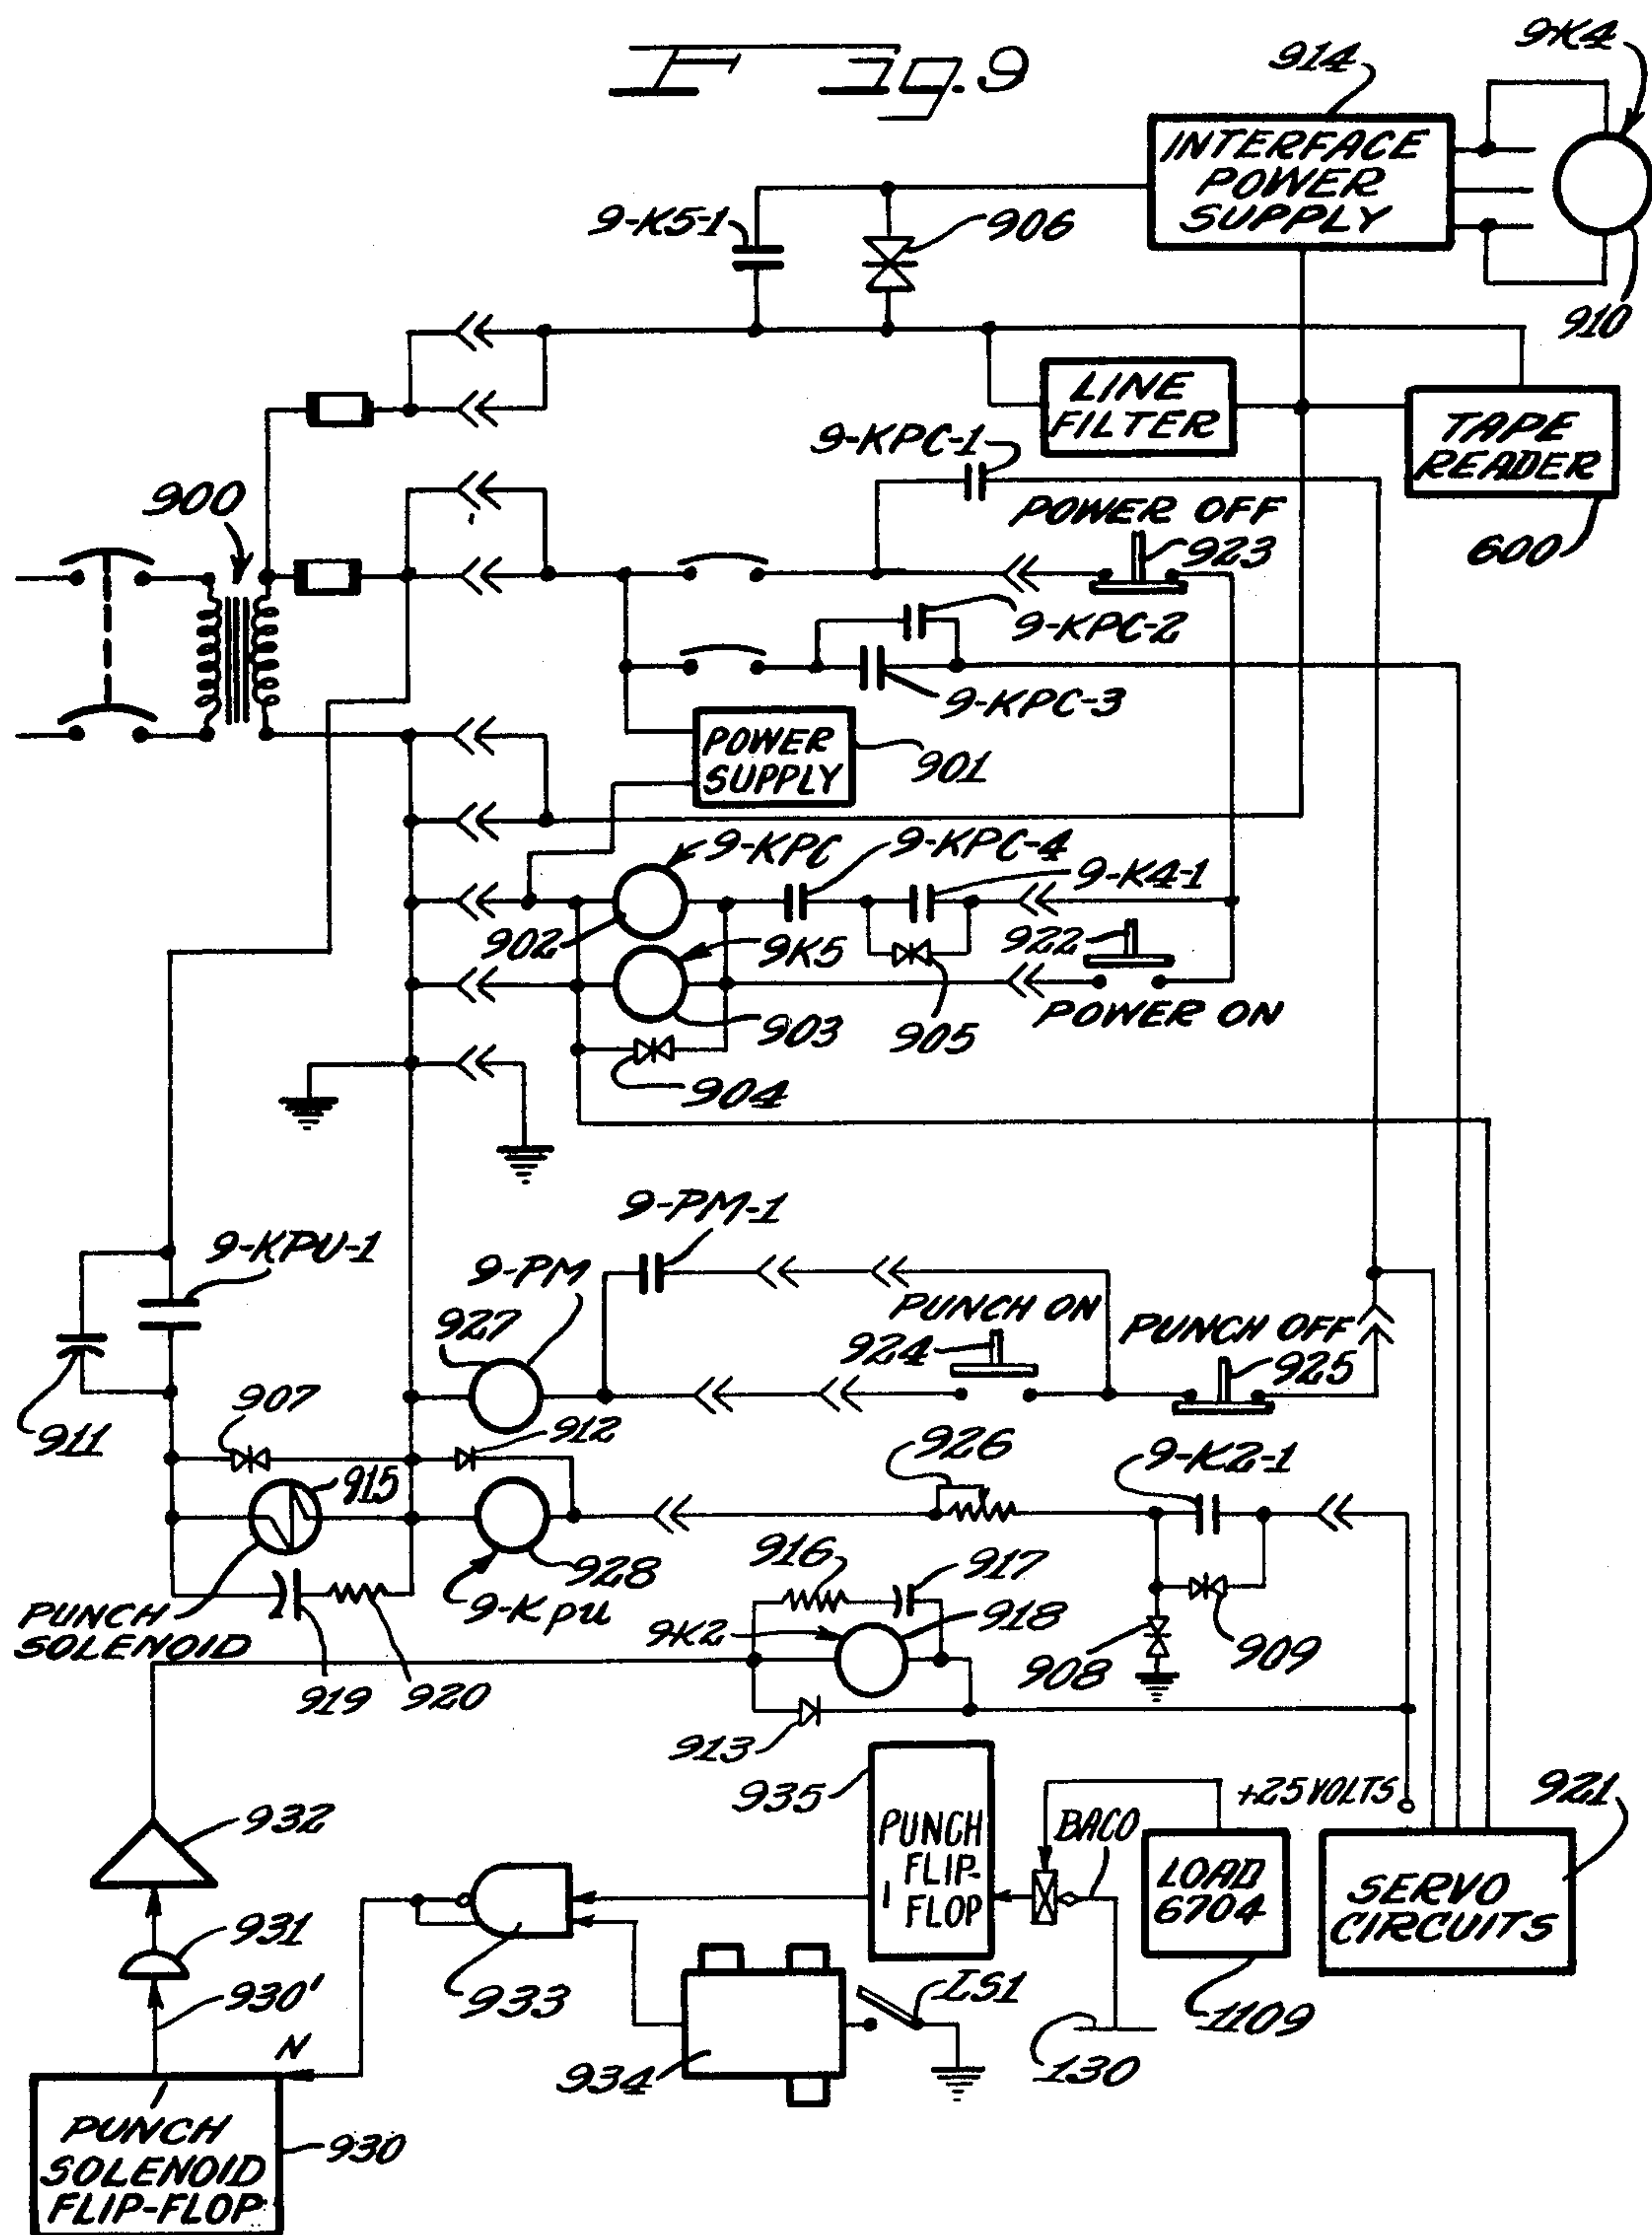 Fig. 9
9K4
914
INTERFACE
POWER
SUPPLY
9-K5-1
906
910
LINE
FILTER
TAPE
READER
9-KPC-1
900
POWER OFF
923
600
9-KPC-2
9-KPC-3
POWER
SUPPLY
901
9-KPC
9-KPC-4
9-K4-1
902
9K5
922
903
905
POWER ON
904
9-PM-1
9-KPU-1
9-PM
PUNCH ON
927
924
PUNCH OFF
925
911
907
912
926
9-K2-1
915
916
917
928
918
PUNCH
SOLENOID
9-Kpu
9K2
908
909
919
920
913
935
+25 VOLTS
921
932
BACO
PUNCH
FLIP-
1 FLOP
LOAD
6704
SERVO
CIRCUITS
931
930'
933
LS1
1109
N
934
130
1
PUNCH
SOLENOID
FLIP-FLOP
930